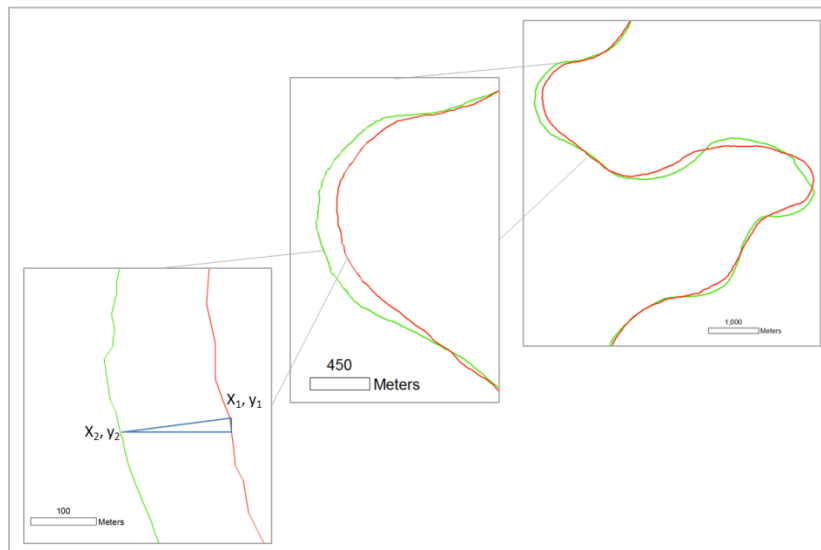 1,000
Meters
450
Meters
X₁, y₁
X₂, y₂
100
Meters